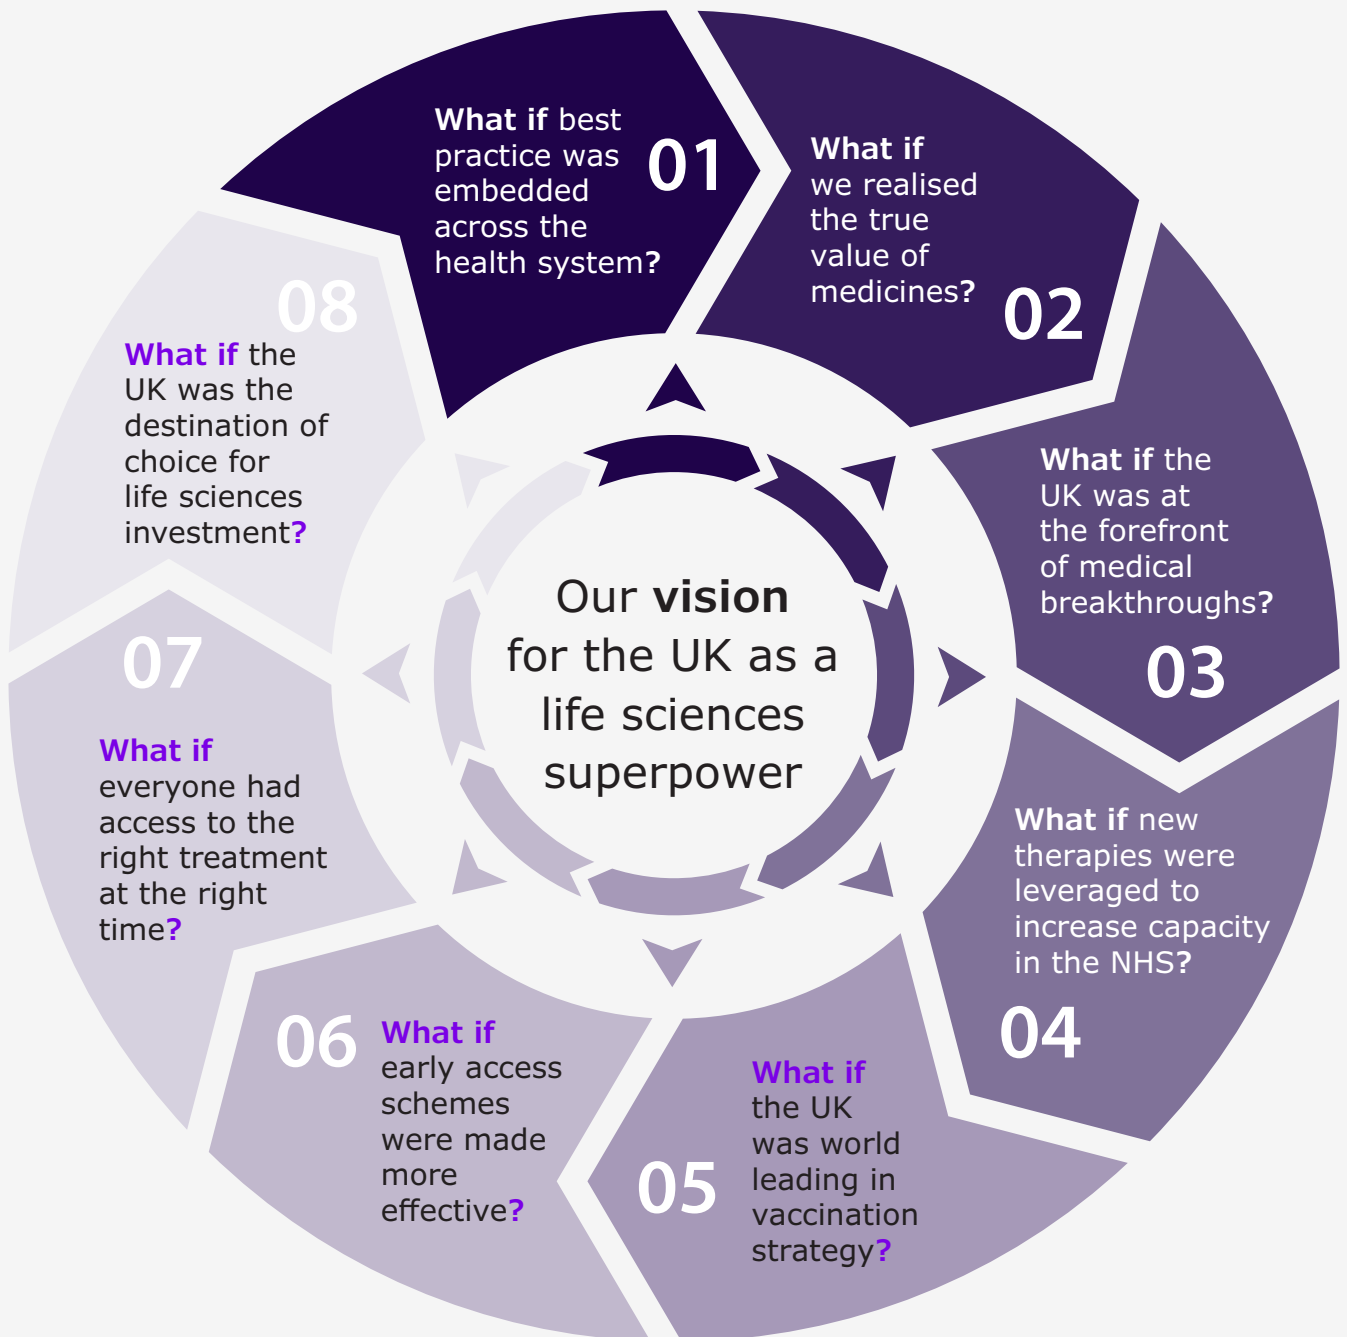 What if best
practice was
embedded
across the
health system?
01
What if
we realised
the true
value of
medicines?
02
What if the
UK was at
the forefront
of medical
breakthroughs?
03
What if new
therapies were
leveraged to
increase capacity
in the NHS?
04
What if
the UK
was world
leading in
vaccination
strategy?
05
What if
early access
schemes
were made
more
effective?
06
07
What if
everyone had
access to the
right treatment
at the right
time?
08
What if the
UK was the
destination of
choice for
life sciences
investment?
Our vision
for the UK as a
life sciences
superpower